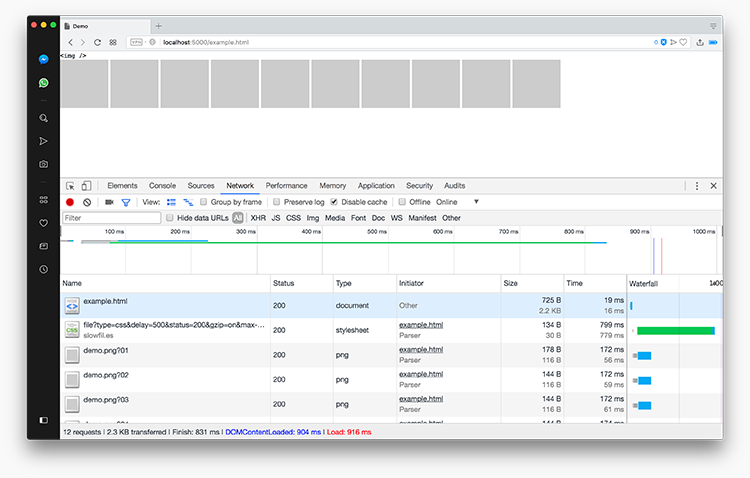 Demo
VPN localhost:5000/example.html 0
<img />
Elements Console Sources Network Performance Memory Application Security Audits
View: Group by frame Preserve log Disable cache Offline Online
Filter Hide data URLs All XHR JS CSS Img Media Font Doc WS Manifest Other
100 ms 200 ms 300 ms 400 ms 500 ms 600 ms 700 ms 800 ms 900 ms 1000 ms
Name Status Type Initiator Size Time Waterfall
example.html 200 document Other 725 B 19 ms
2.2 KB 16 ms
file?type=css&delay=500&status=200&gzip=on&max-... 200 stylesheet example.html 134 B 799 ms
slowfil.es Parser 30 B 779 ms
demo.png?01 200 png example.html 178 B 172 ms
Parser 116 B 56 ms
demo.png?02 200 png example.html 144 B 172 ms
Parser 116 B 59 ms
demo.png?03 200 png example.html 144 B 172 ms
Parser 116 B 61 ms
12 requests | 2.3 KB transferred | Finish: 831 ms | DOMContentLoaded: 904 ms | Load: 916 ms